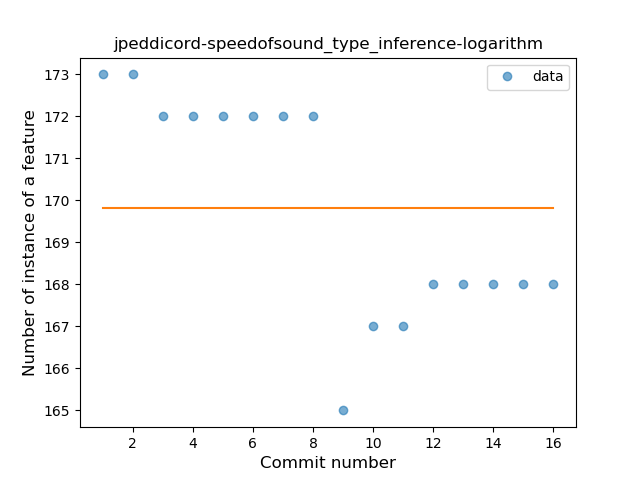 jpeddicord-speedofsound_type_inference-logarithm
data
Number of instance of a feature
173
172
171
170
169
168
167
166
165
2 4 6 8 10 12 14 16
Commit number